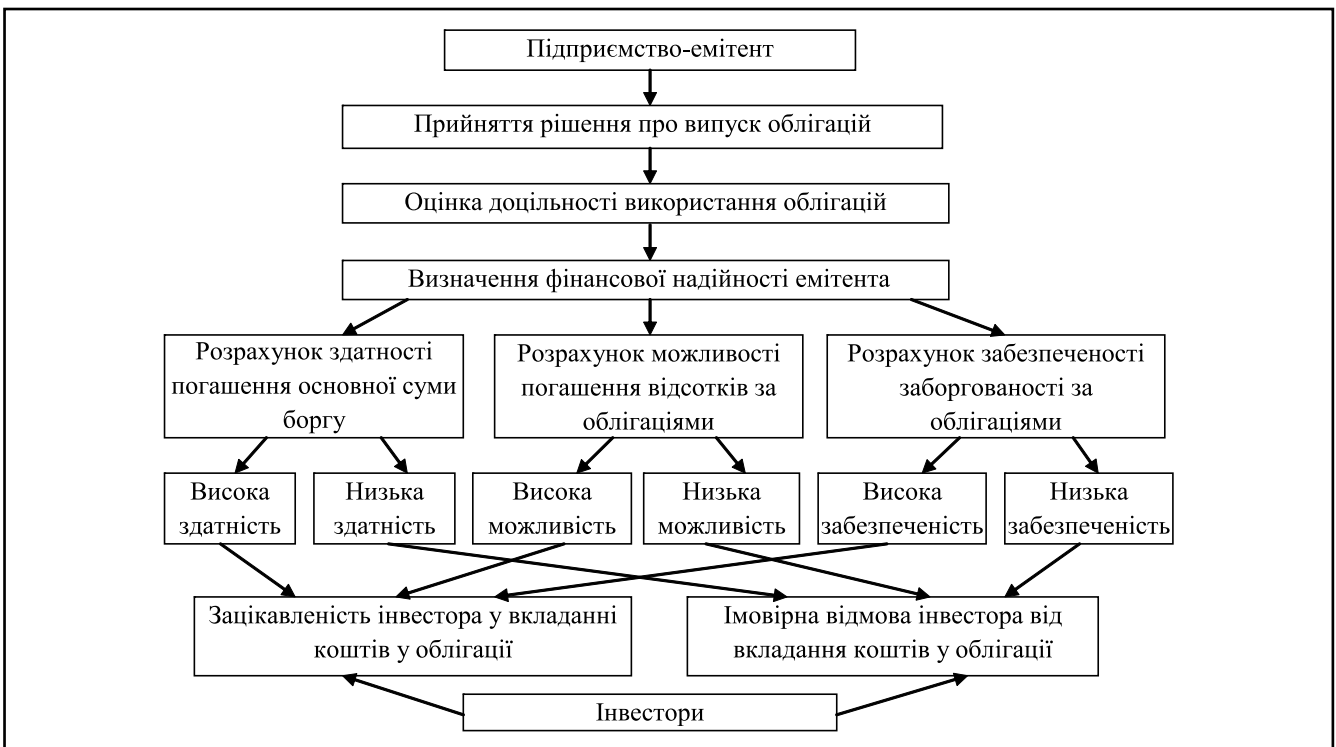 Підприємство-емітент
Прийняття рішення про випуск облігацій
Оцінка доцільності використання облігацій
Визначення фінансової надійності емітента
Розрахунок здатності
погашення основної суми
боргу
Розрахунок можливості
погашення відсотків за
облігаціями
Розрахунок забезпеченості
заборгованості за
облігаціями
Висока
здатність
Низька
здатність
Висока
можливість
Низька
можливість
Висока
забезпеченість
Низька
забезпеченість
Зацікавленість інвестора у вкладанні
коштів у облігації
Імовірна відмова інвестора від
вкладання коштів у облігації
Інвестори